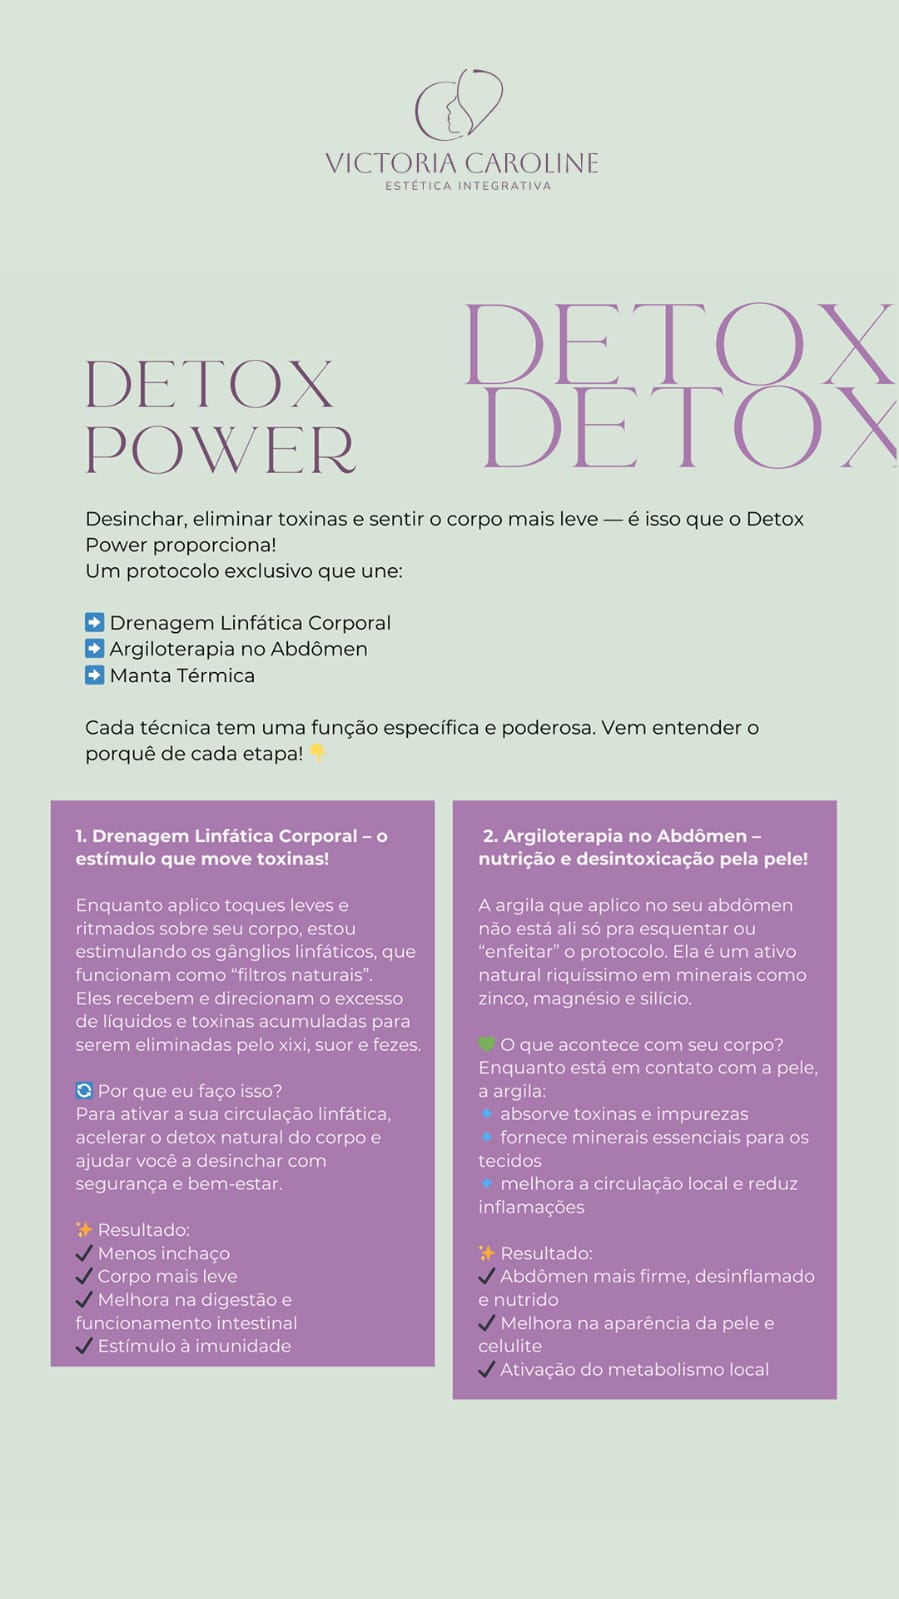 VICTORIA CAROLINE
ESTÉTICA INTEGRATIVA
DETOX
DETOX
DETOX
POWER
Desinchar, eliminar toxinas e sentir o corpo mais leve — é isso que o Detox
Power proporciona!
Um protocolo exclusivo que une:
➡️ Drenagem Linfática Corporal
➡️ Argiloterapia no Abdômen
➡️ Manta Térmica
Cada técnica tem uma função específica e poderosa. Vem entender o
porquê de cada etapa! 👇
1. Drenagem Linfática Corporal – o
estímulo que move toxinas!
Enquanto aplico toques leves e
ritmados sobre seu corpo, estou
estimulando os gânglios linfáticos, que
funcionam como “filtros naturais”.
Eles recebem e direcionam o excesso
de líquidos e toxinas acumuladas para
serem eliminadas pelo xixi, suor e fezes.
🔄 Por que eu faço isso?
Para ativar a sua circulação linfática,
acelerar o detox natural do corpo e
ajudar você a desinchar com
segurança e bem-estar.
✨ Resultado:
✔️ Menos inchaço
✔️ Corpo mais leve
✔️ Melhora na digestão e
funcionamento intestinal
✔️ Estímulo à imunidade
2. Argiloterapia no Abdômen –
nutrição e desintoxicação pela pele!
A argila que aplico no seu abdômen
não está ali só pra esquentar ou
“enfeitar” o protocolo. Ela é um ativo
natural riquíssimo em minerais como
zinco, magnésio e silício.
💚 O que acontece com seu corpo?
Enquanto está em contato com a pele,
a argila:
🔹 absorve toxinas e impurezas
🔹 fornece minerais essenciais para os
tecidos
🔹 melhora a circulação local e reduz
inflamações
✨ Resultado:
✔️ Abdômen mais firme, desinflamado
e nutrido
✔️ Melhora na aparência da pele e
celulite
✔️ Ativação do metabolismo local